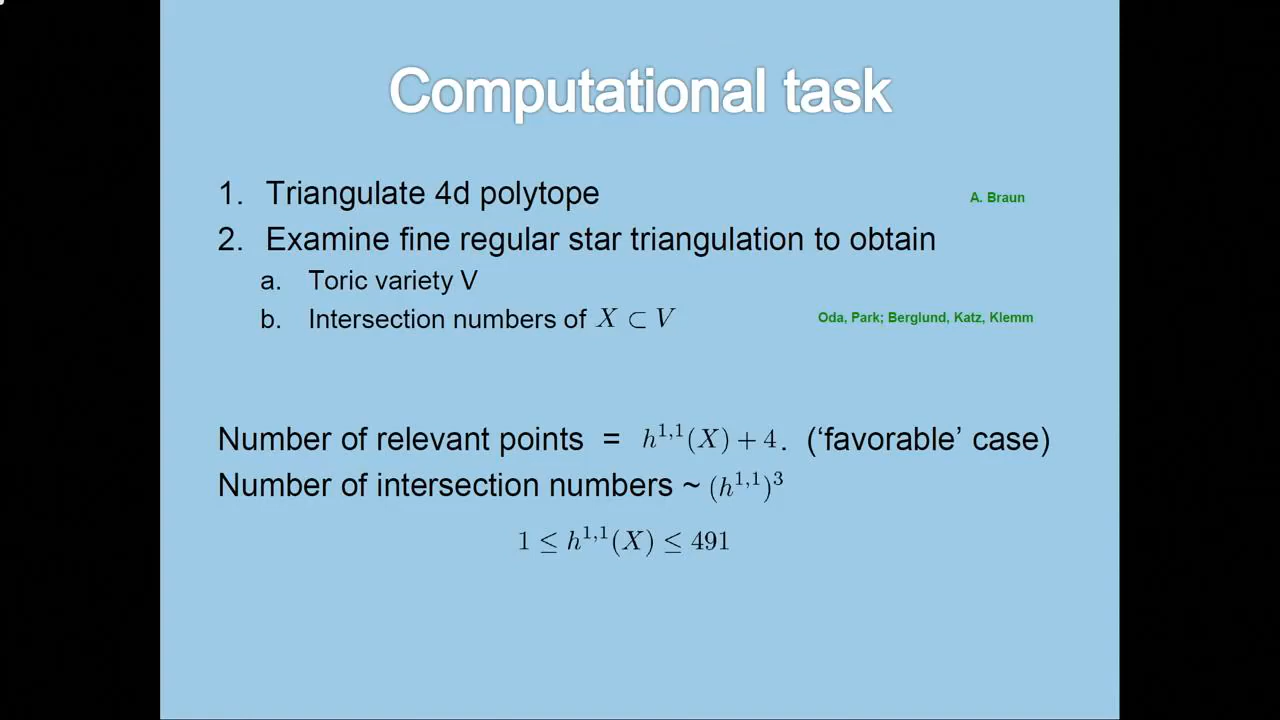 Computational task
1. Triangulate 4d polytope
A. Braun
2. Examine fine regular star triangulation to obtain
a. Toric variety V
b. Intersection numbers of X ⊂ V
Oda, Park; Berglund, Katz, Klemm
Number of relevant points = h^{1,1}(X) + 4. (‘favorable’ case)
Number of intersection numbers ~ (h^{1,1})^3
1 ≤ h^{1,1}(X) ≤ 491